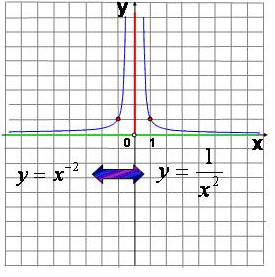 y
0 1 x
y = x⁻² y = 1/x²